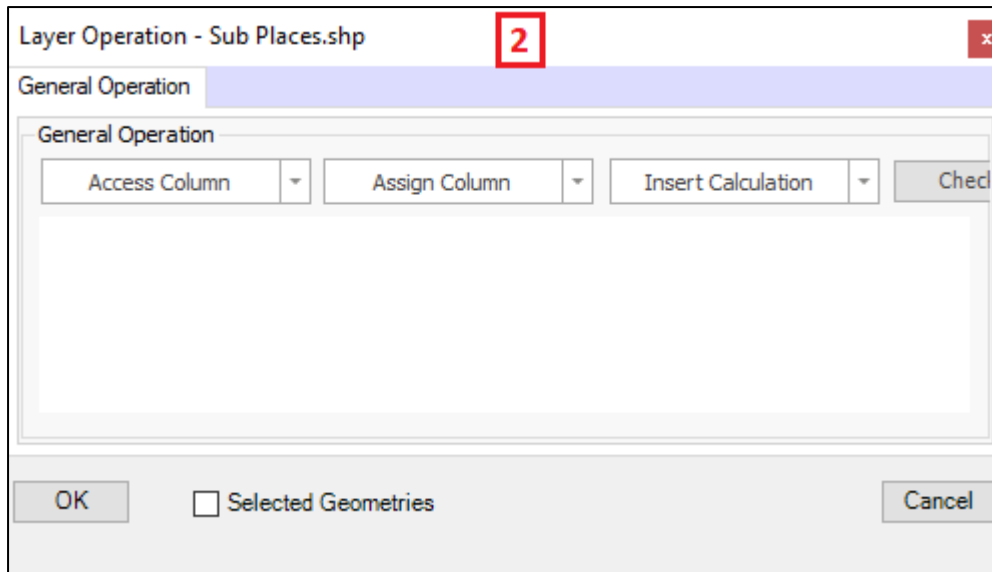 Layer Operation - Sub Places.shp 2 x
General Operation
General Operation
Access Column Assign Column Insert Calculation Check
OK Selected Geometries Cancel